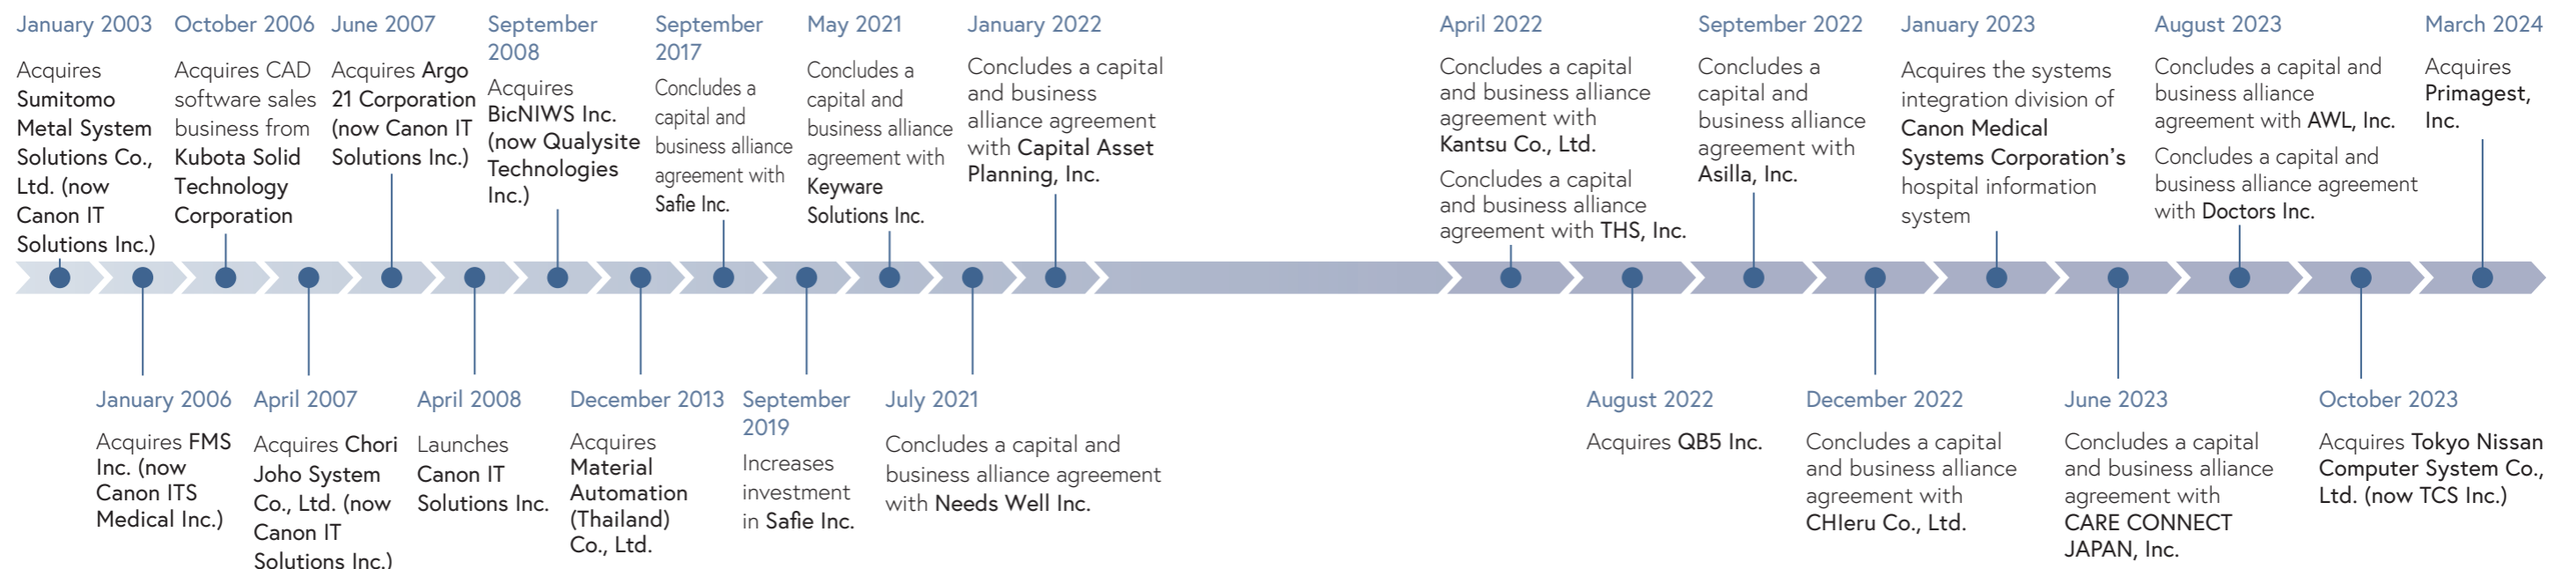 January 2003
Acquires
Sumitomo
Metal System
Solutions Co.,
Ltd. (now
Canon IT
Solutions Inc.)
October 2006
Acquires CAD
software sales
business from
Kubota Solid
Technology
Corporation
June 2007
Acquires Argo
21 Corporation
(now Canon IT
Solutions Inc.)
September
2008
Acquires
BicNIWS Inc.
(now Qualysite
Technologies
Inc.)
September
2017
Concludes a
capital and
business alliance
agreement with
Safie Inc.
May 2021
Concludes a
capital and
business alliance
agreement with
Keyware
Solutions Inc.
January 2022
Concludes a capital
and business
alliance agreement
with Capital Asset
Planning, Inc.
April 2022
Concludes a capital
and business alliance
agreement with
Kantsu Co., Ltd.
Concludes a capital
and business alliance
agreement with THS, Inc.
September 2022
Concludes a
capital and
business alliance
agreement with
Asilla, Inc.
January 2023
Acquires the systems
integration division of
Canon Medical
Systems Corporation's
hospital information
system
August 2023
Concludes a capital and
business alliance
agreement with AWL, Inc.
Concludes a capital and
business alliance agreement
with Doctors Inc.
March 2024
Acquires
Primagest,
Inc.
January 2006
Acquires FMS
Inc. (now
Canon ITS
Medical Inc.)
April 2007
Acquires Chori
Joho System
Co., Ltd. (now
Canon IT
Solutions Inc.)
April 2008
Launches
Canon IT
Solutions Inc.
December 2013
Acquires
Material
Automation
(Thailand)
Co., Ltd.
September
2019
Increases
investment
in Safie Inc.
July 2021
Concludes a capital and
business alliance agreement
with Needs Well Inc.
August 2022
Acquires QB5 Inc.
December 2022
Concludes a capital
and business alliance
agreement with
CHIeru Co., Ltd.
June 2023
Concludes a capital
and business alliance
agreement with
CARE CONNECT
JAPAN, Inc.
October 2023
Acquires Tokyo Nissan
Computer System Co.,
Ltd. (now TCS Inc.)